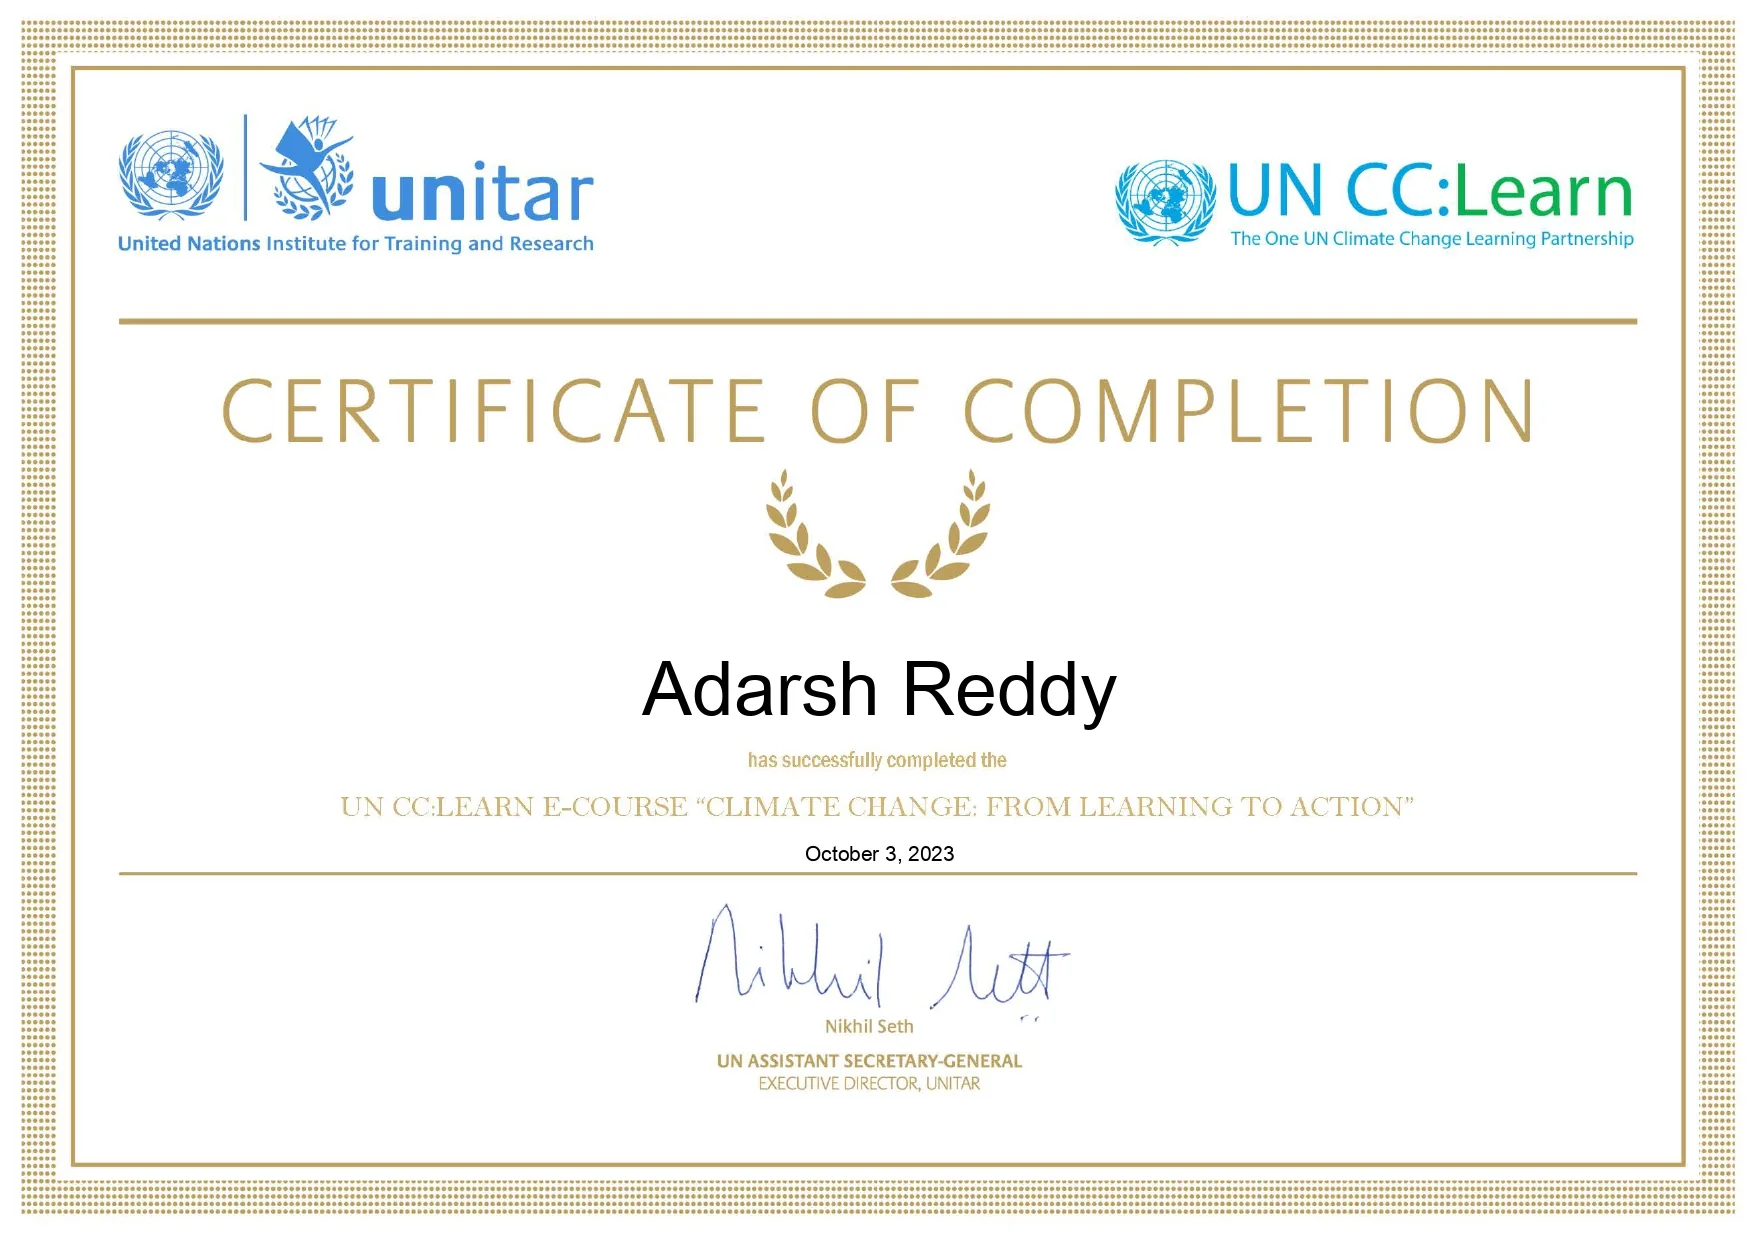 unitar
United Nations Institute for Training and Research
UN CC:Learn
The One UN Climate Change Learning Partnership
CERTIFICATE OF COMPLETION
Adarsh Reddy
has successfully completed the
UN CC:LEARN E-COURSE “CLIMATE CHANGE: FROM LEARNING TO ACTION”
October 3, 2023
Nikhil Seth
Nikhil Seth
UN ASSISTANT SECRETARY-GENERAL
EXECUTIVE DIRECTOR, UNITAR